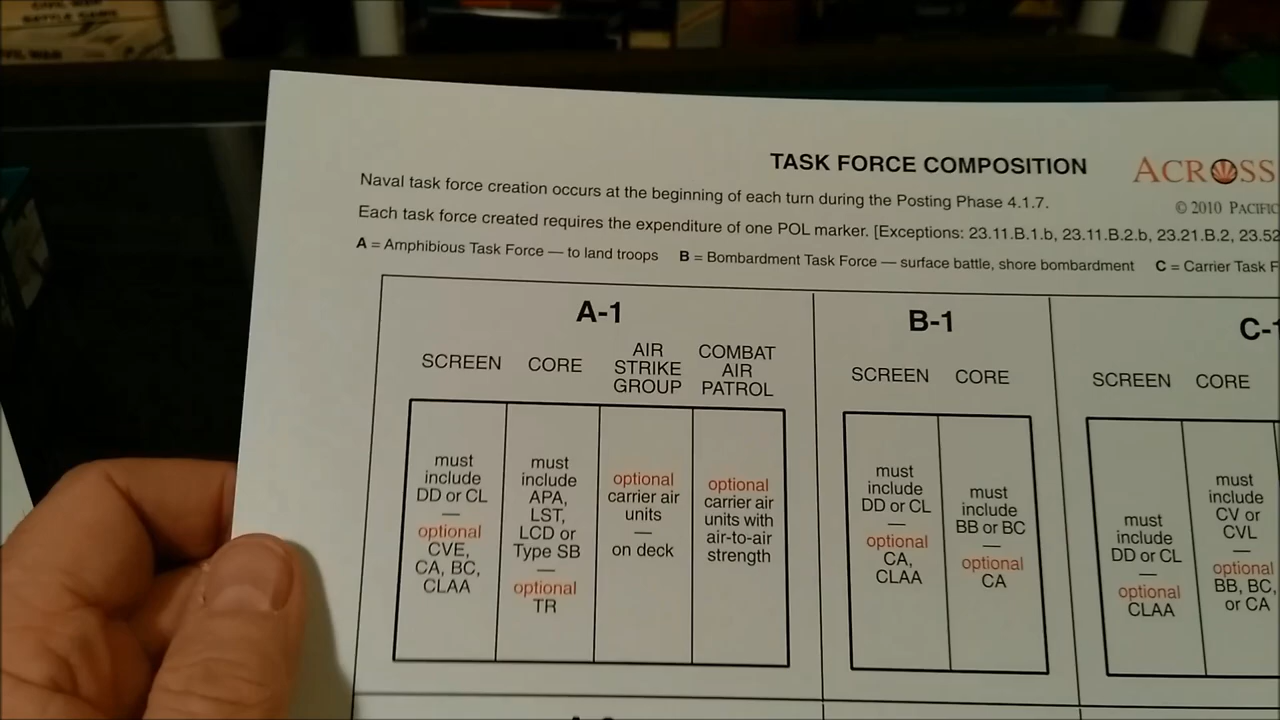 CIVIL WAR
BATTLE GAME
CIVIL WAR
TASK FORCE COMPOSITION
ACROSS
Naval task force creation occurs at the beginning of each turn during the Posting Phase 4.1.7.
© 2010 PACIFIC
Each task force created requires the expenditure of one POL marker. [Exceptions: 23.11.B.1.b, 23.11.B.2.b, 23.21.B.2, 23.52
A = Amphibious Task Force — to land troops B = Bombardment Task Force — surface battle, shore bombardment C = Carrier Task F
A-1
SCREEN
CORE
AIR
STRIKE
GROUP
COMBAT
AIR
PATROL
must
include
DD or CL
—
optional
CVE,
CA, BC,
CLAA
must
include
APA,
LST,
LCD or
Type SB
—
optional
TR
optional
carrier air
units
—
on deck
optional
carrier air
units with
air-to-air
strength
B-1
SCREEN
CORE
must
include
DD or CL
—
optional
CA,
CLAA
must
include
BB or BC
—
optional
CA
C-1
SCREEN
CORE
must
include
DD or CL
—
optional
CLAA
must
include
CV or
CVL
—
optional
BB, BC,
or CA